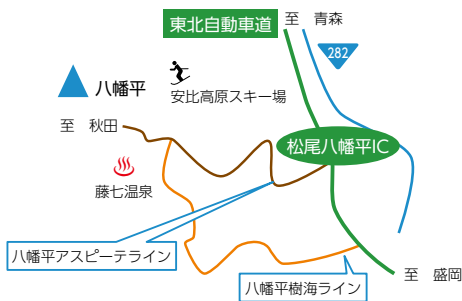 東北自動車道
至 青森
282
八幡平
安比高原スキー場
至 秋田
松尾八幡平IC
藤七温泉
八幡平アスピーテライン
八幡平樹海ライン
至 盛岡